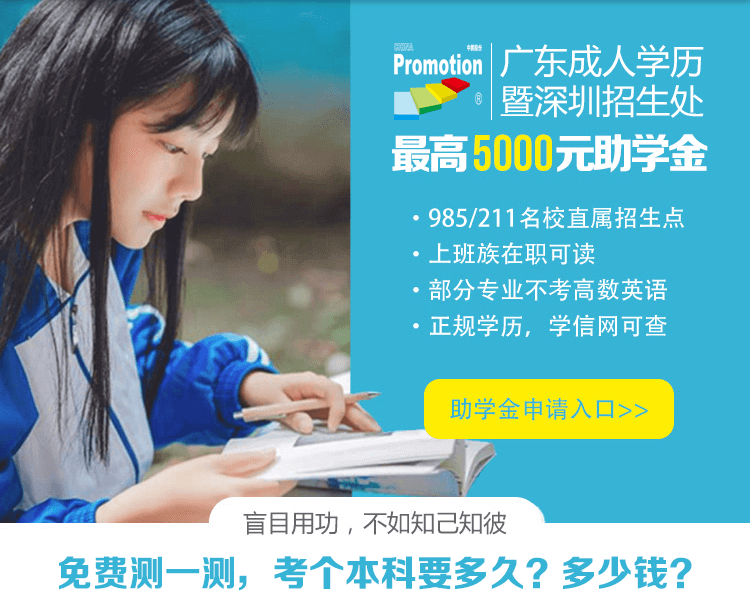 Promotion
®
广东成人学历
暨深圳招生处
最高5000元助学金
·985/211名校直属招生点
·上班族在职可读
·部分专业不考高数英语
·正规学历，学信网可查
助学金申请入口>>
盲目用功，不如知己知彼
免费测一测，考个本科要多久？多少钱？